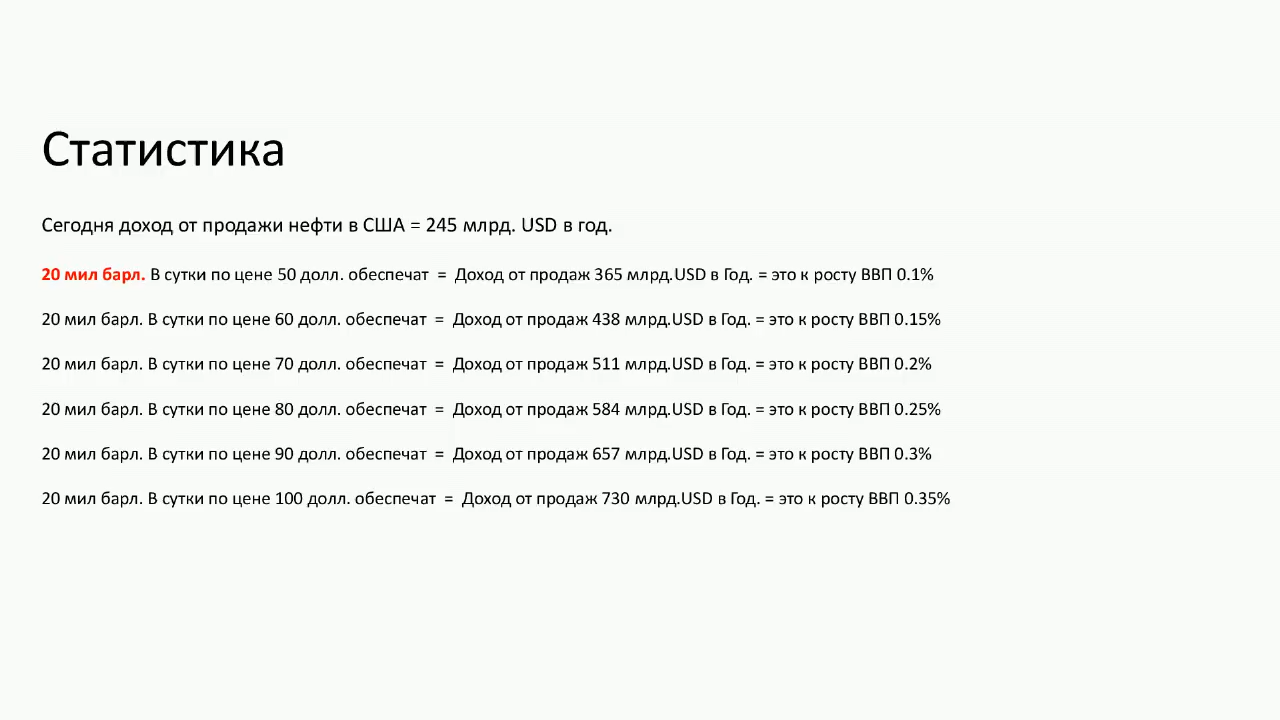 Статистика
Сегодня доход от продажи нефти в США = 245 млрд. USD в год.
20 мил барл. В сутки по цене 50 долл. обеспечат = Доход от продаж 365 млрд.USD в Год. = это к росту ВВП 0.1%
20 мил барл. В сутки по цене 60 долл. обеспечат = Доход от продаж 438 млрд.USD в Год. = это к росту ВВП 0.15%
20 мил барл. В сутки по цене 70 долл. обеспечат = Доход от продаж 511 млрд.USD в Год. = это к росту ВВП 0.2%
20 мил барл. В сутки по цене 80 долл. обеспечат = Доход от продаж 584 млрд.USD в Год. = это к росту ВВП 0.25%
20 мил барл. В сутки по цене 90 долл. обеспечат = Доход от продаж 657 млрд.USD в Год. = это к росту ВВП 0.3%
20 мил барл. В сутки по цене 100 долл. обеспечат = Доход от продаж 730 млрд.USD в Год. = это к росту ВВП 0.35%